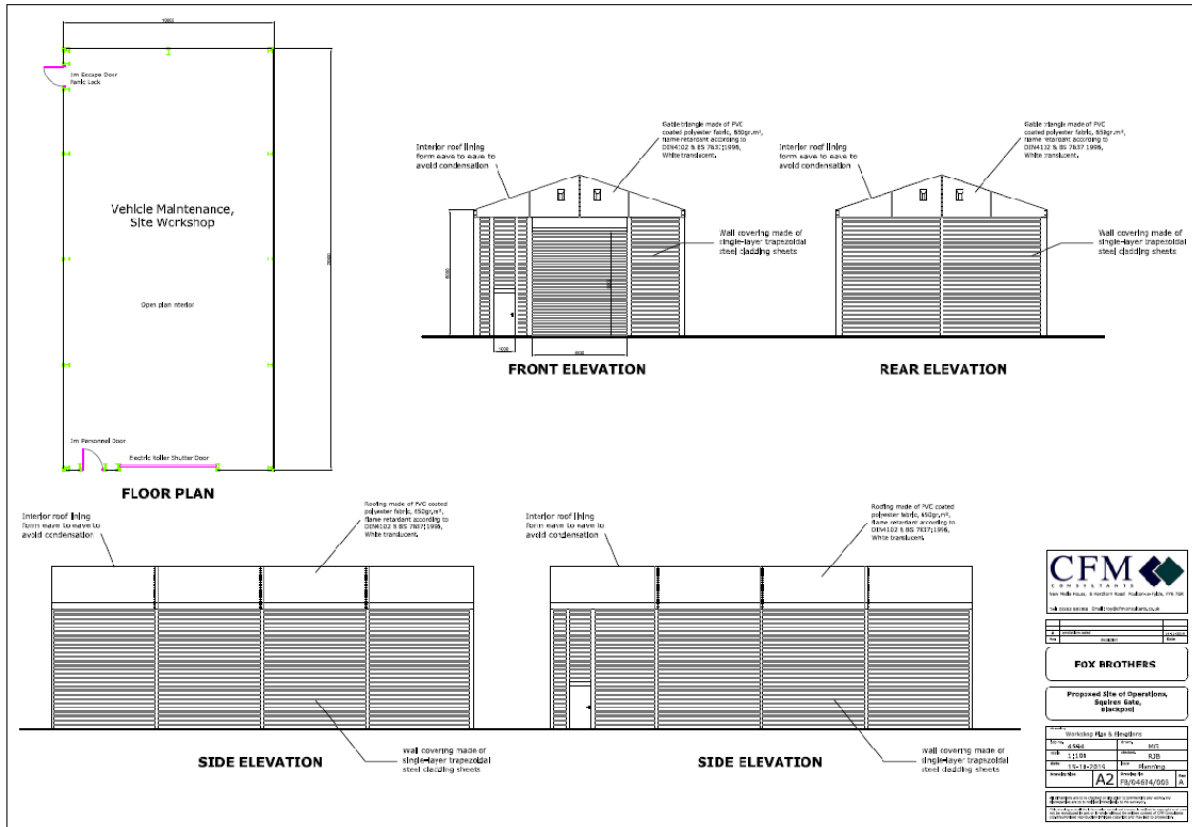 1m Escape Door
Panic Lock
Vehicle Maintenance,
Site Workshop
Open plan interior
1m Personnel Door
Electric Roller Shutter Door
FLOOR PLAN
Interior roof lining
form eave to eave to
avoid condensation
Gable triangle made of PVC
coated polyester fabric, 650gr.m²,
flame retardant according to
DIN4102 & BS 7837:1996,
White translucent.
Wall covering made of
single-layer trapezoidal
steel cladding sheets
1000
FRONT ELEVATION
Interior roof lining
form eave to eave to
avoid condensation
Gable triangle made of PVC
coated polyester fabric, 650gr.m²,
flame retardant according to
DIN4102 & BS 7837:1996,
White translucent.
Wall covering made of
single-layer trapezoidal
steel cladding sheets
REAR ELEVATION
Interior roof lining
form eave to eave to
avoid condensation
Roofing made of PVC coated
polyester fabric, 650gr.m²,
flame retardant according to
DIN4102 & BS 7837:1996,
White translucent.
Wall covering made of
single-layer trapezoidal
steel cladding sheets
SIDE ELEVATION
Interior roof lining
form eave to eave to
avoid condensation
Roofing made of PVC coated
polyester fabric, 650gr.m²,
flame retardant according to
DIN4102 & BS 7837:1996,
White translucent.
Wall covering made of
single-layer trapezoidal
steel cladding sheets
SIDE ELEVATION
CFM
CONSULTANTS
FOX BROTHERS
Proposed Site of Operations,
Squires Gate,
Blackpool
Workshop Plan & Elevations
MG
RJB
Planning
A2
A